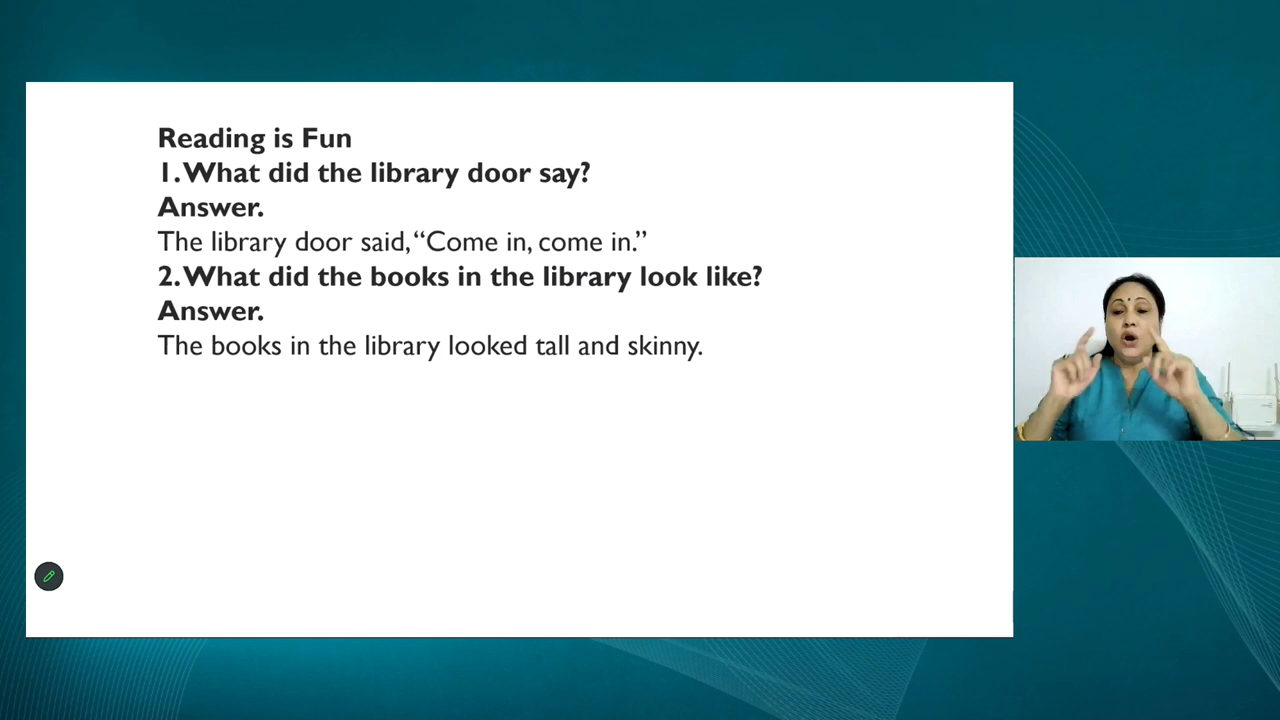 Reading is Fun
1. What did the library door say?
Answer.
The library door said, “Come in, come in.”
2. What did the books in the library look like?
Answer.
The books in the library looked tall and skinny.